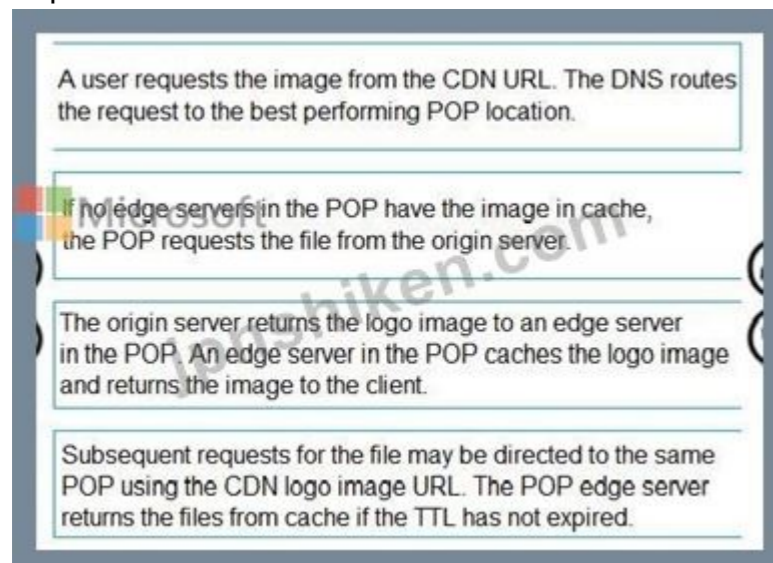 A user requests the image from the CDN URL. The DNS routes
the request to the best performing POP location.
Microsoft
If no edge servers in the POP have the image in cache,
the POP requests the file from the origin server.
jpnshiken.com
The origin server returns the logo image to an edge server
in the POP. An edge server in the POP caches the logo image
and returns the image to the client.
Subsequent requests for the file may be directed to the same
POP using the CDN logo image URL. The POP edge server
returns the files from cache if the TTL has not expired.